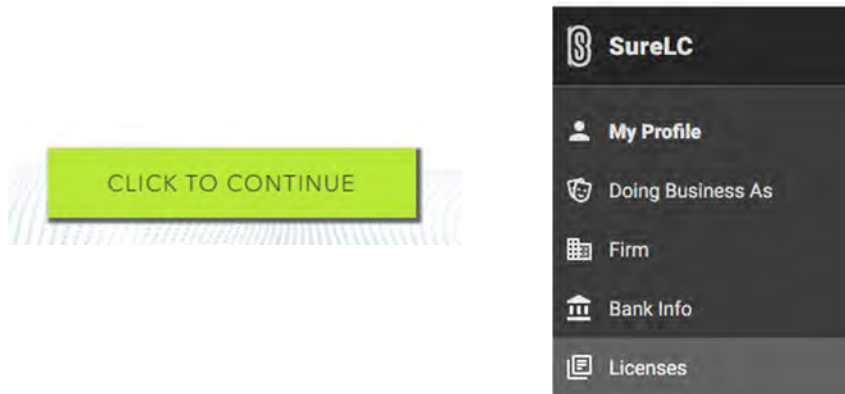 CLICK TO CONTINUE
SureLC
My Profile
Doing Business As
Firm
Bank Info
Licenses